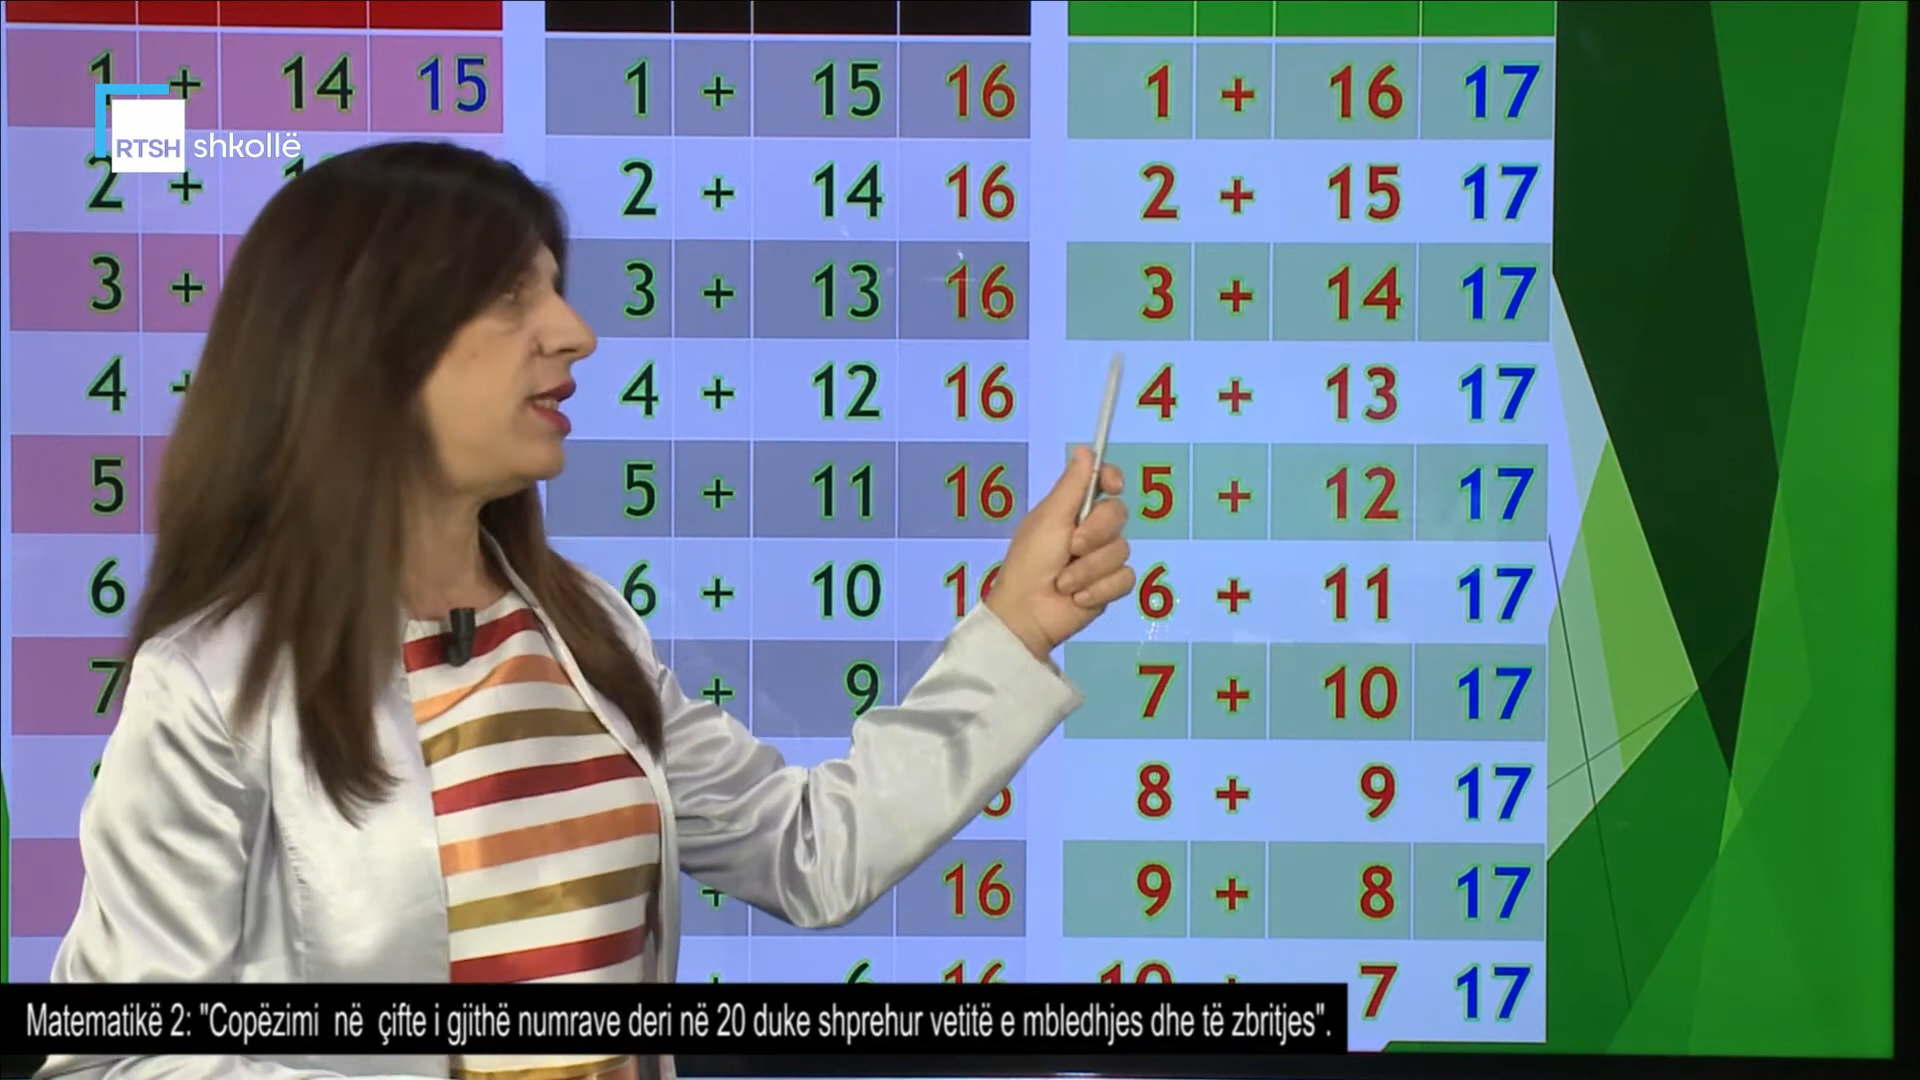 1 + 14 15 1 + 15 16 1 + 16 17
RTSH shkollë
2 + 2 + 14 16 2 + 15 17
3 + 3 + 13 16 3 + 14 17
4 + 4 + 12 16 4 + 13 17
5 5 + 11 16 5 + 12 17
6 6 + 10 6 + 11 17
7 + 9 7 + 10 17
8 + 9 17
+ 16 9 + 8 17
7 17
Matematikë 2: "Copëzimi në çifte i gjithë numrave deri në 20 duke shprehur vetitë e mbledhjes dhe të zbritjes".